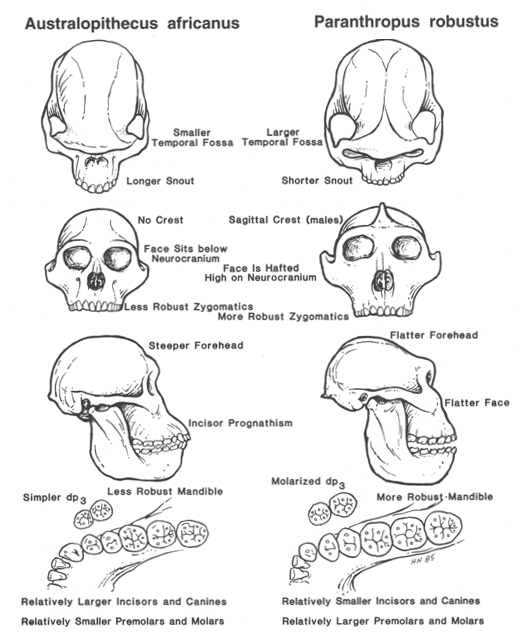 Australopithecus africanus
Paranthropus robustus
Smaller
Temporal Fossa
Larger
Temporal Fossa
Longer Snout
Shorter Snout
No Crest
Sagittal Crest (males)
Face Sits below
Neurocranium
Face Is Hafted
High on Neurocranium
Less Robust Zygomatics
More Robust Zygomatics
Steeper Forehead
Flatter Forehead
Flatter Face
Incisor Prognathism
Less Robust Mandible
More Robust Mandible
Simpler dp3
Molarized dp3
HN 85
Relatively Larger Incisors and Canines
Relatively Smaller Premolars and Molars
Relatively Smaller Incisors and Canines
Relatively Larger Premolars and Molars